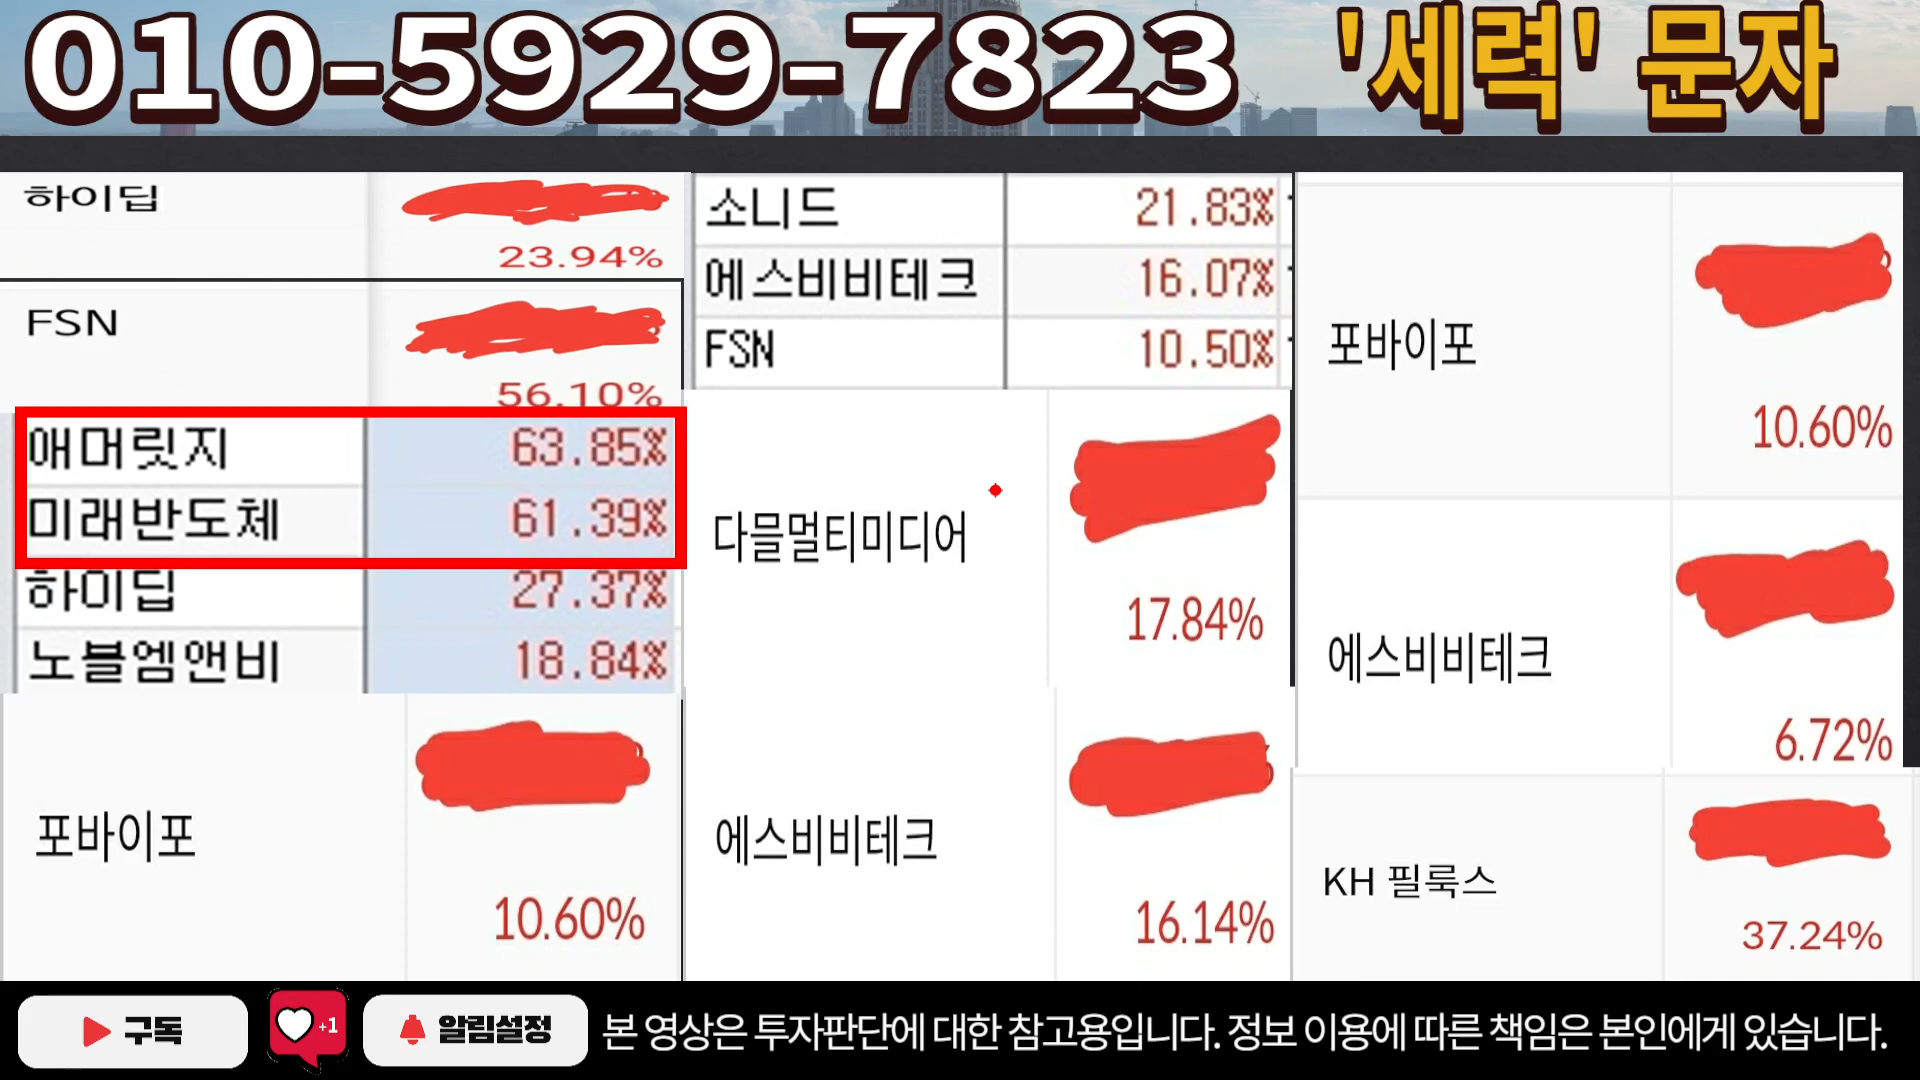 010-5929-7823 '세력' 문자
하이딥
23.94%
FSN
56.10%
애머릿지 63.85%
미래반도체 61.39%
하이딥 27.37%
노블엠앤비 18.84%
포바이포
10.60%
소니드 21.83%
에스비비테크 16.07%
FSN 10.50%
다믈멀티미디어
17.84%
에스비비테크
16.14%
포바이포
10.60%
에스비비테크
6.72%
KH 필룩스
37.24%
구독 +1 알림설정 본 영상은 투자판단에 대한 참고용입니다. 정보 이용에 따른 책임은 본인에게 있습니다.